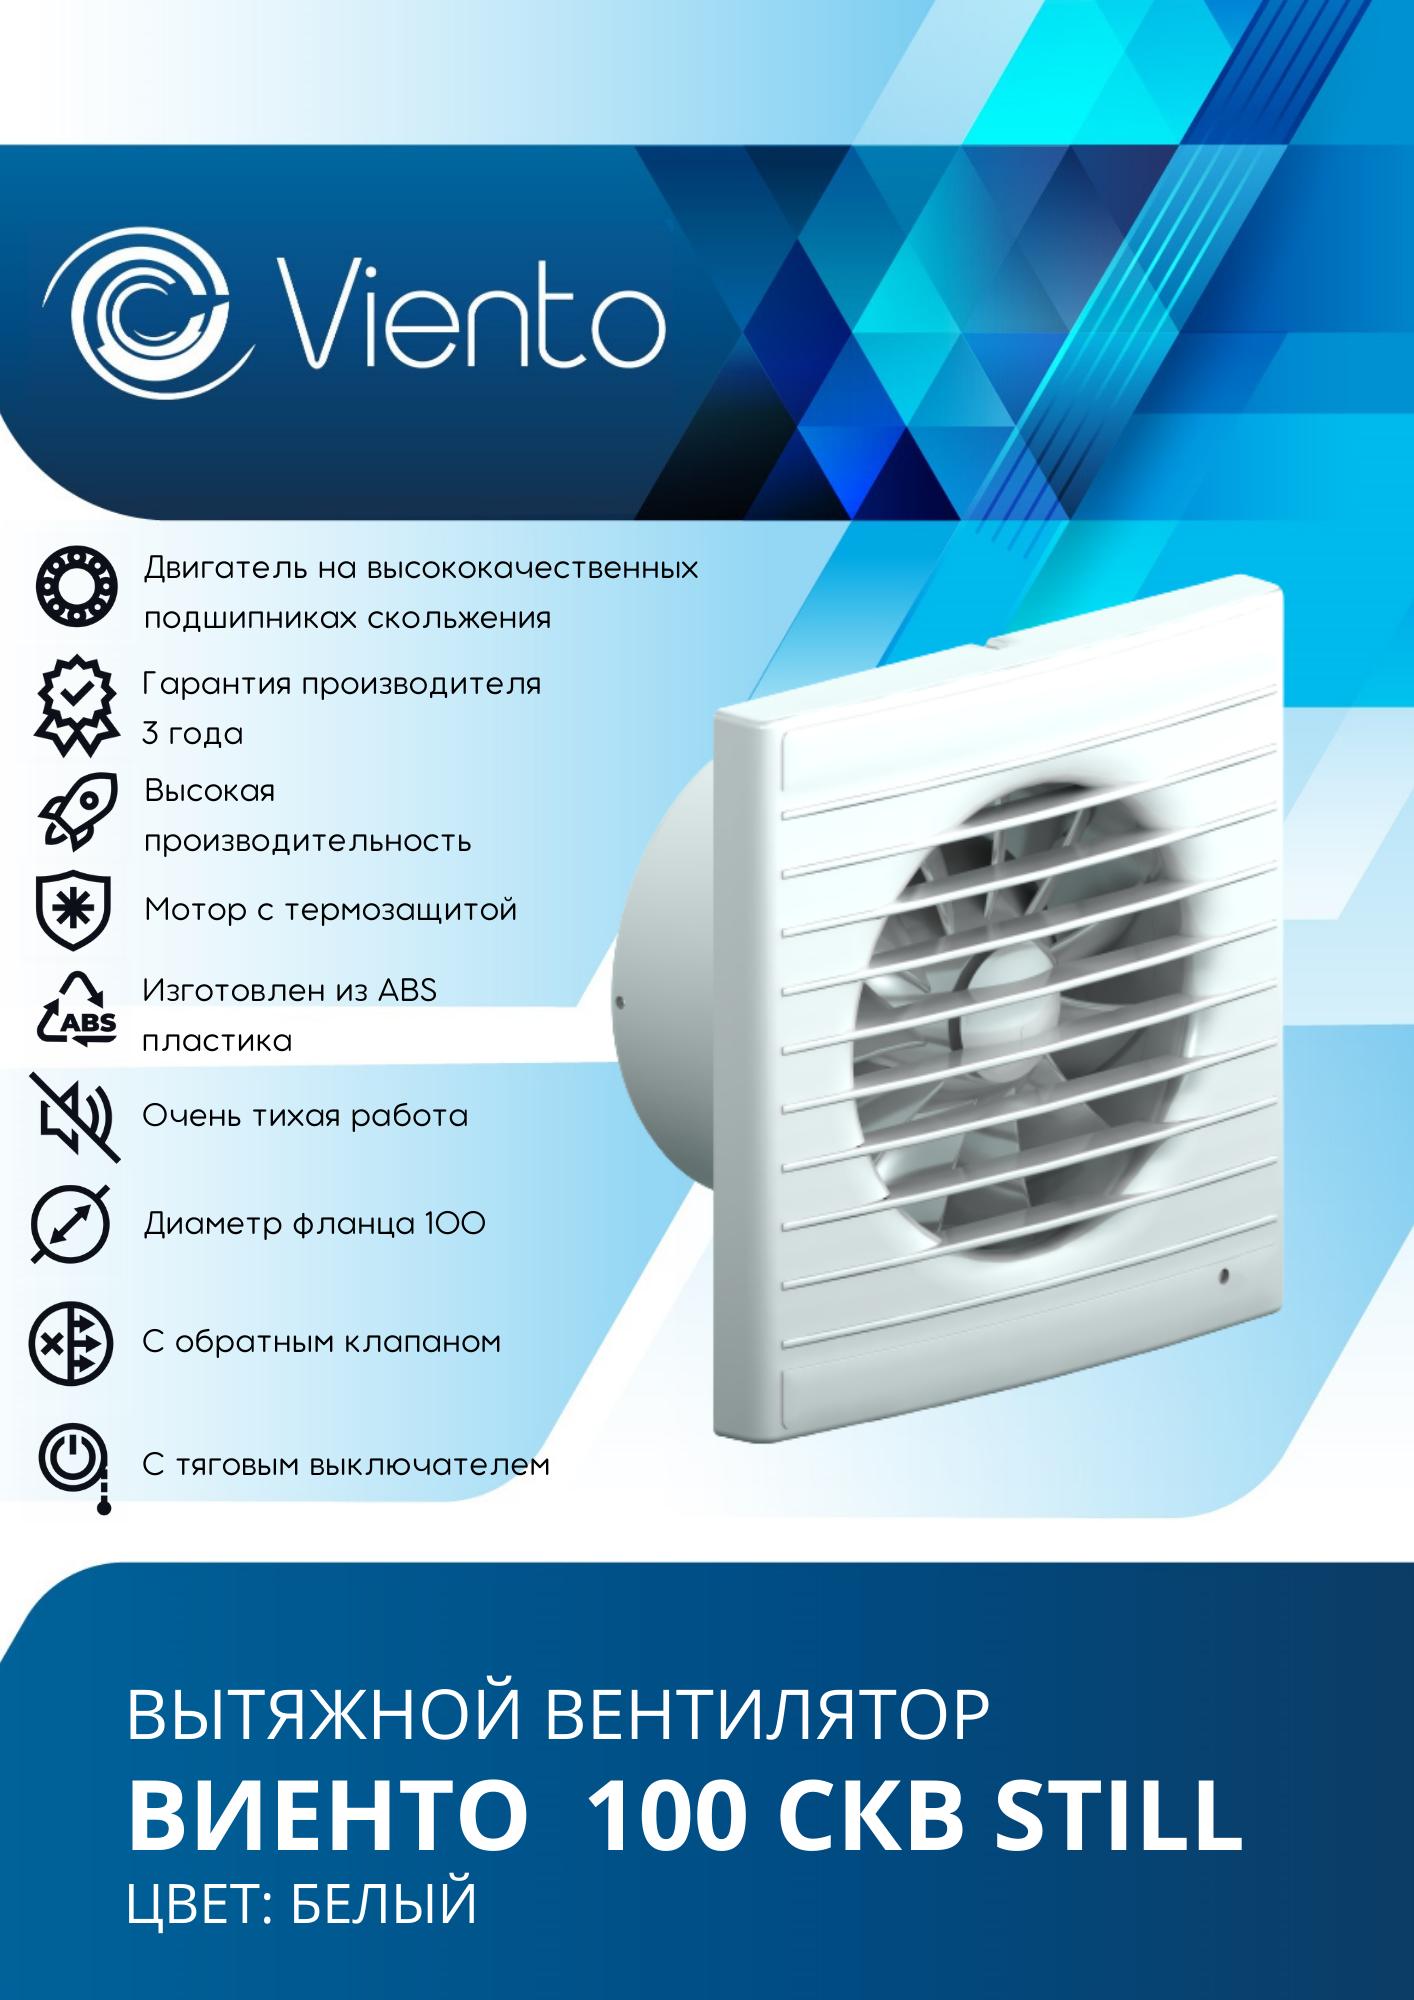 Viento
Двигатель на высококачественных
подшипниках скольжения
Гарантия производителя
3 года
Высокая
производительность
Мотор с термозащитой
Изготовлен из ABS
пластика
ABS
Очень тихая работа
Диаметр фланца 100
С обратным клапаном
С тяговым выключателем
ВЫТЯЖНОЙ ВЕНТИЛЯТОР
ВИЕНТО 100 СКВ STILL
ЦВЕТ: БЕЛЫЙ